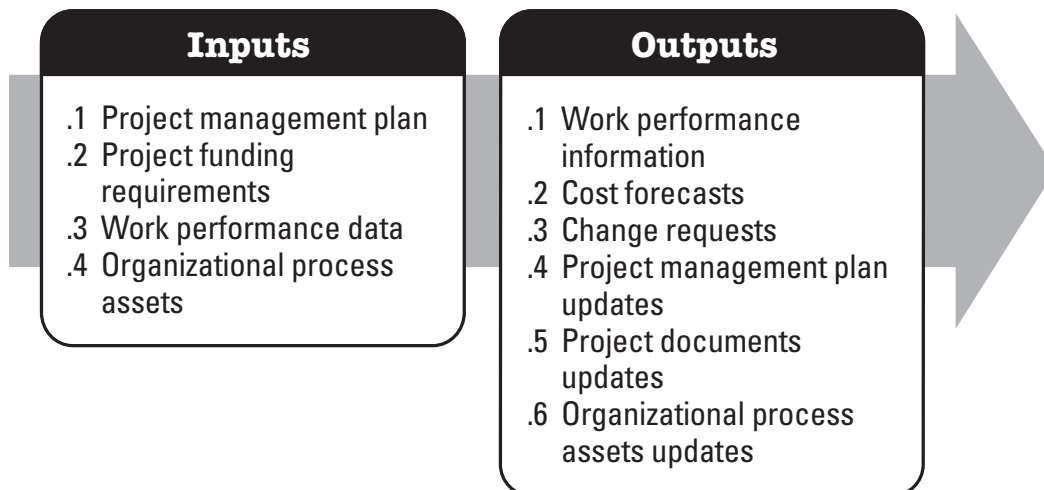 Inputs
.1 Project management plan
.2 Project funding
requirements
.3 Work performance data
.4 Organizational process
assets
Outputs
.1 Work performance
information
.2 Cost forecasts
.3 Change requests
.4 Project management plan
updates
.5 Project documents
updates
.6 Organizational process
assets updates